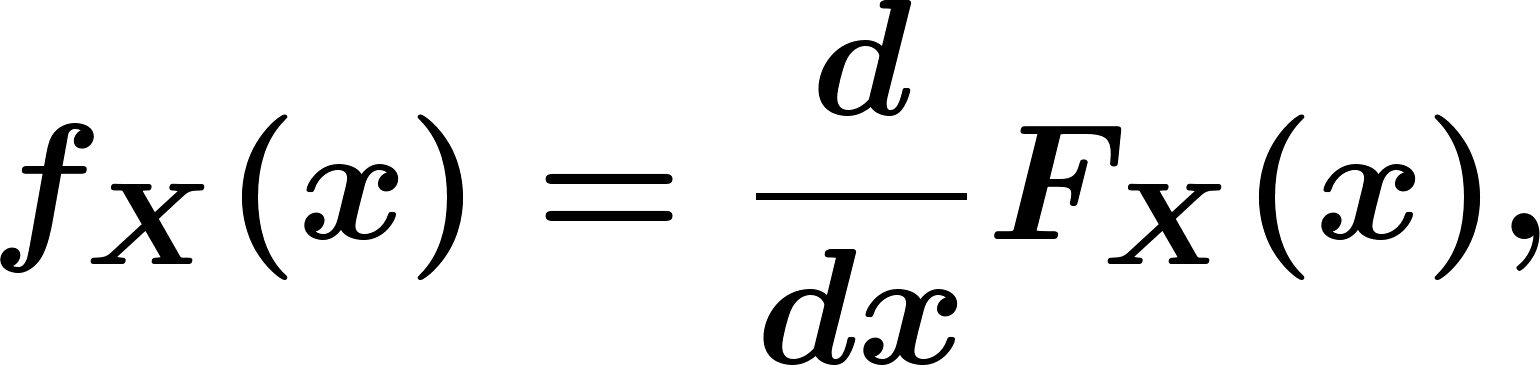 $f_X(x) = \frac{d}{dx} F_X(x),$